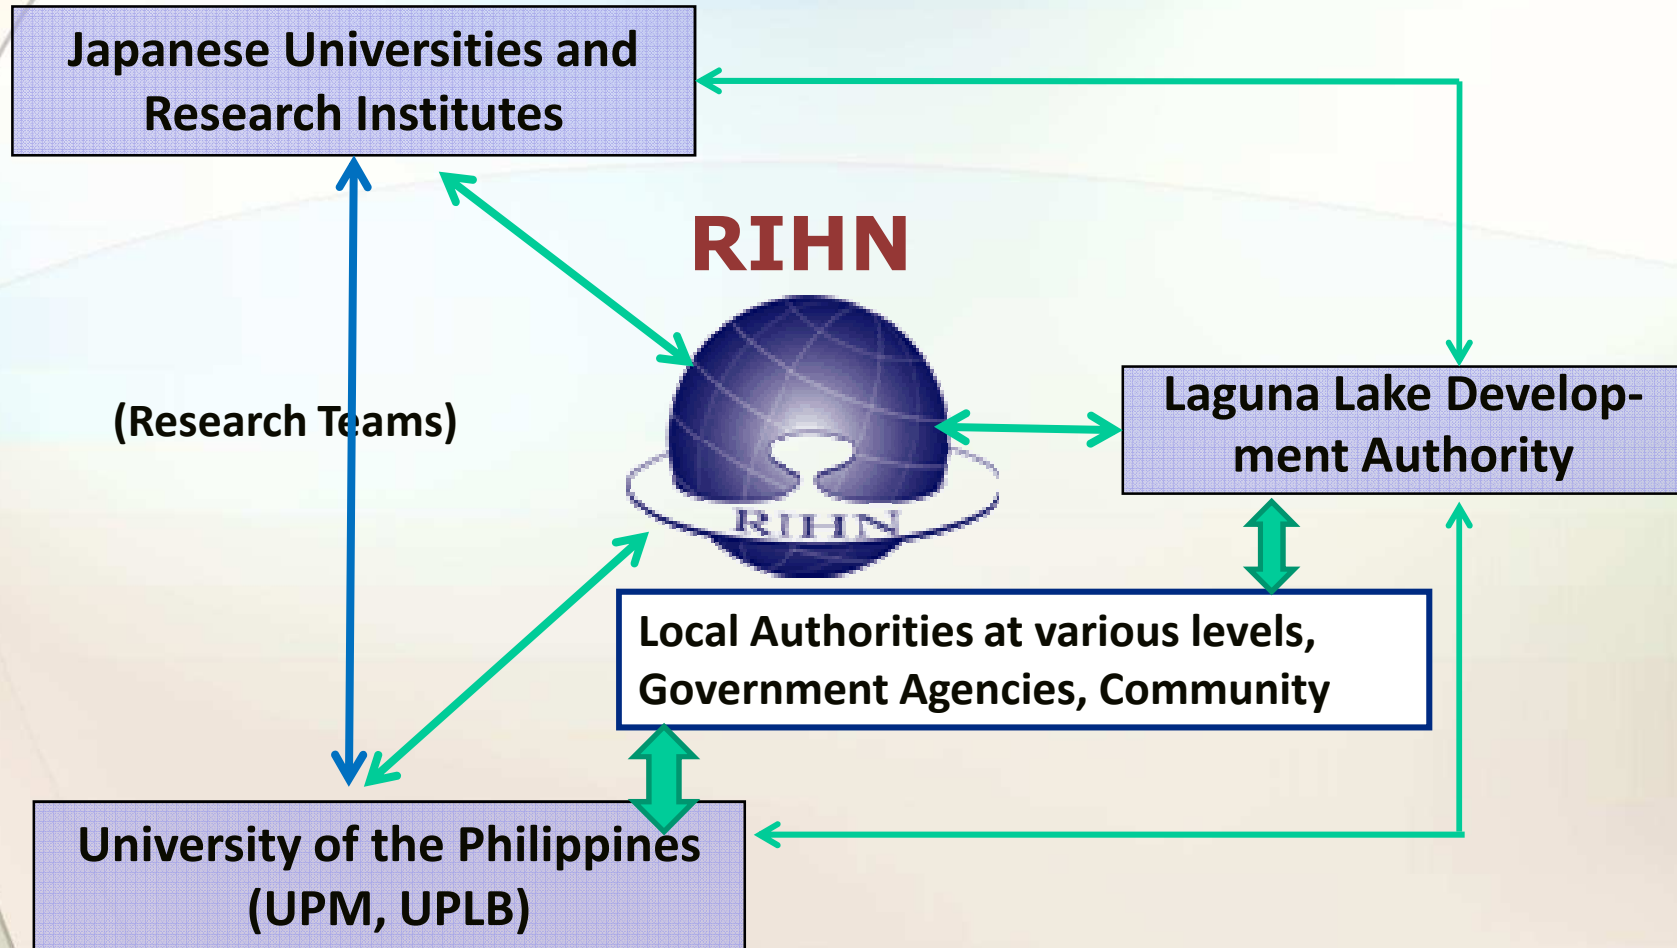 Japanese Universities and
Research Institutes
RIHN
(Research Teams)
Laguna Lake Develop-
ment Authority
RIHN
Local Authorities at various levels,
Government Agencies, Community
University of the Philippines
(UPM, UPLB)